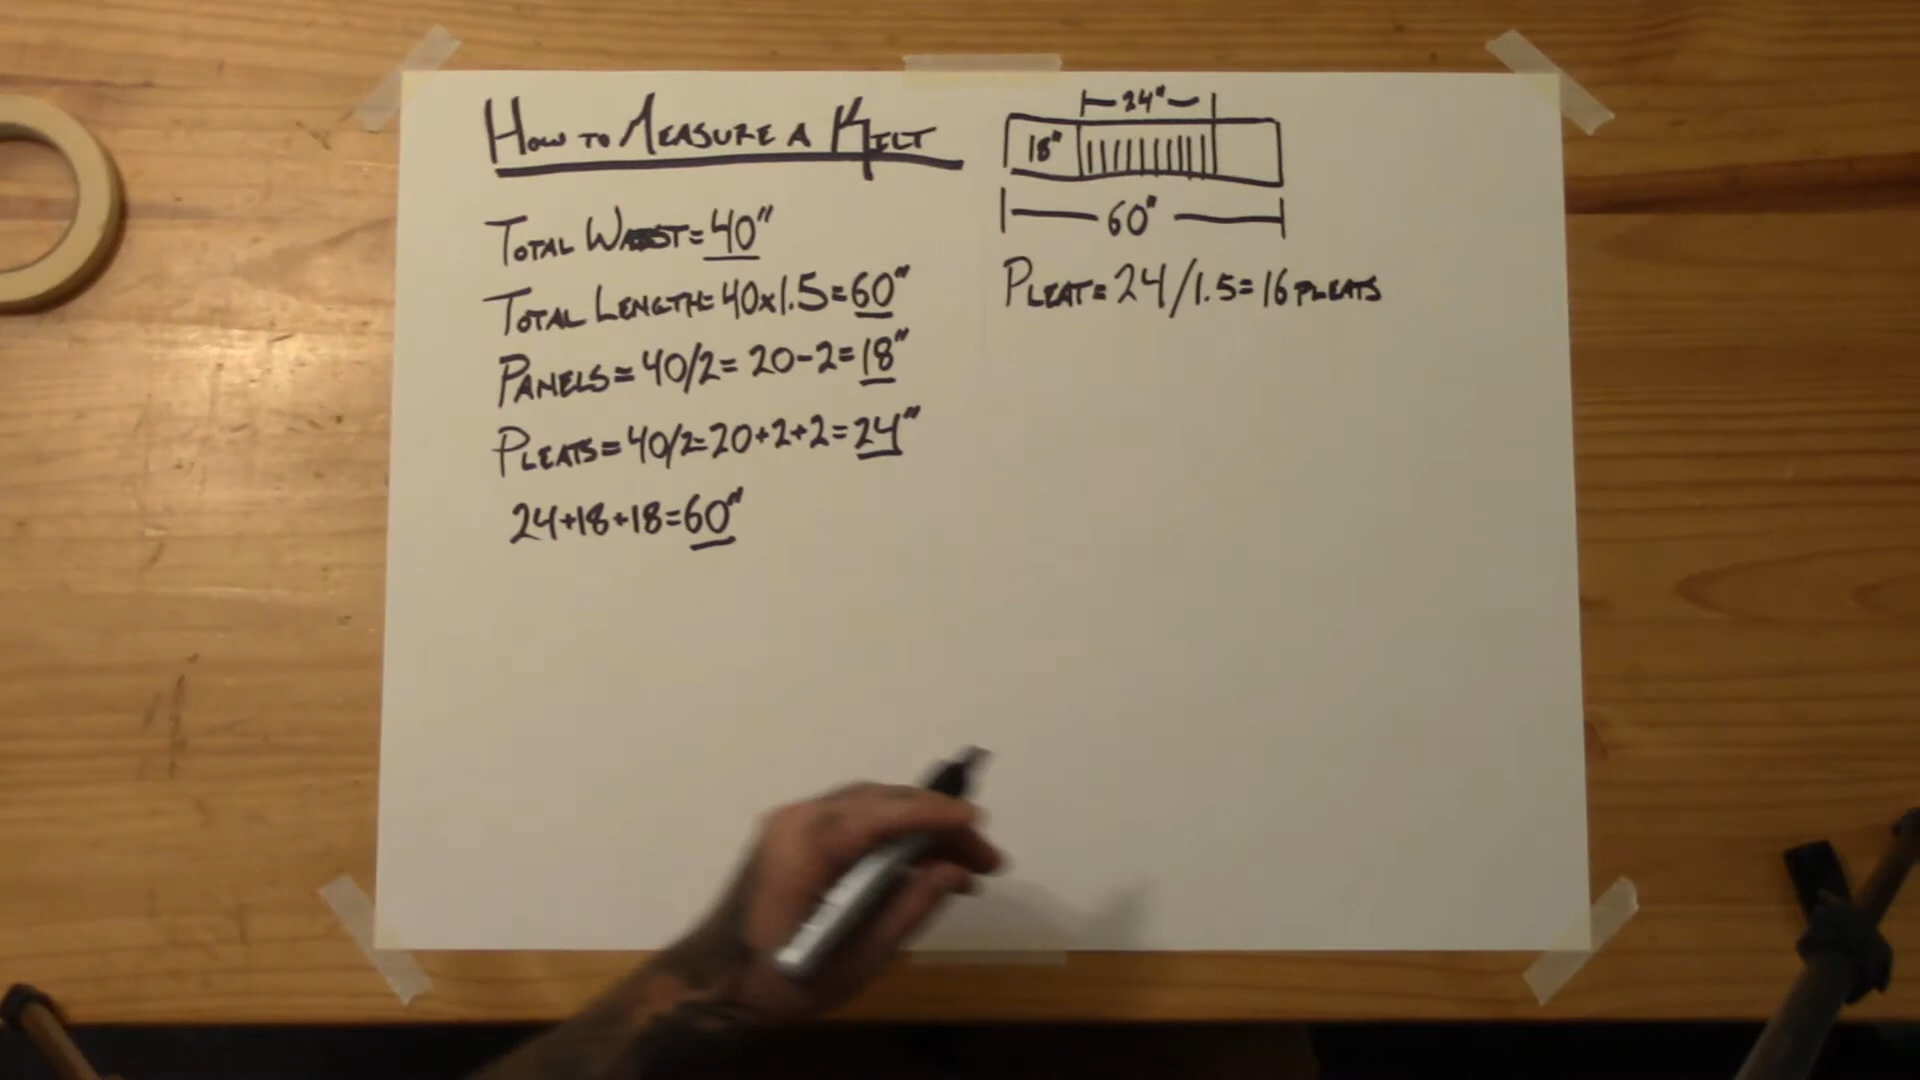 HOW TO MEASURE A KILT
TOTAL WAIST = 40"
TOTAL LENGTH = 40x1.5 = 60"
PANELS = 40/2 = 20-2 = 18"
PLEATS = 40/2 = 20+2+2 = 24"
24+18+18 = 60"
24"
18"
60"
PLEAT = 24/1.5 = 16 PLEATS